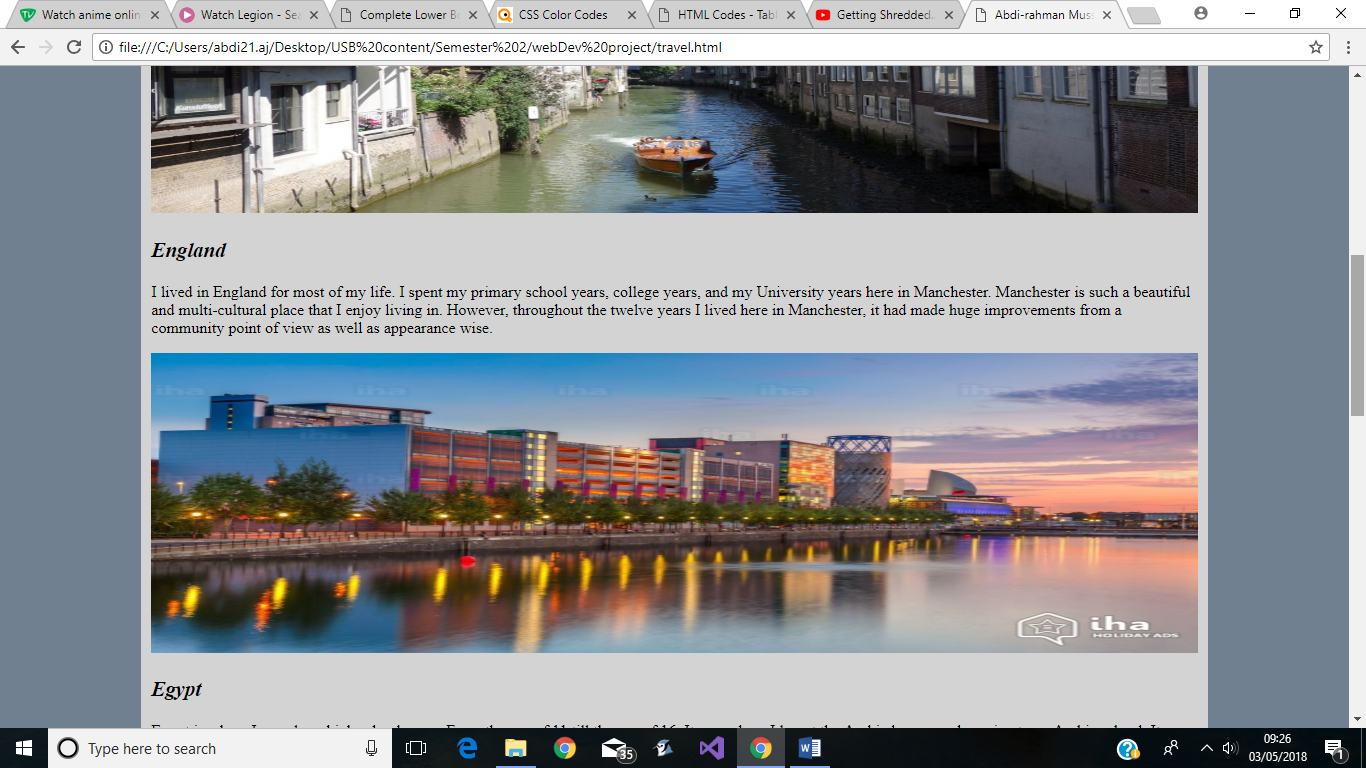 Watch anime onlin
Watch Legion - Sea
Complete Lower Bo
CSS Color Codes
HTML Codes - Tabl
Getting Shredded.
Abdi-rahman Mus
file:///C:/Users/abdi21.aj/Desktop/USB%20content/Semester%202/webDev%20project/travel.html
England
I lived in England for most of my life. I spent my primary school years, college years, and my University years here in Manchester. Manchester is such a beautiful
and multi-cultural place that I enjoy living in. However, throughout the twelve years I lived here in Manchester, it had made huge improvements from a
community point of view as well as appearance wise.
iha
HOLIDAY ADS
Egypt
Type here to search
35
09:26
03/05/2018
1